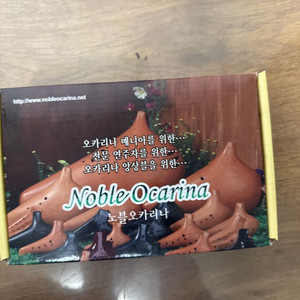 http://www.nobleocarina.net
오카리나 매니아를 위한...
전문 연주자를 위한...
오카리나 앙상블을 위한...
Noble Ocarina
노블오카리나